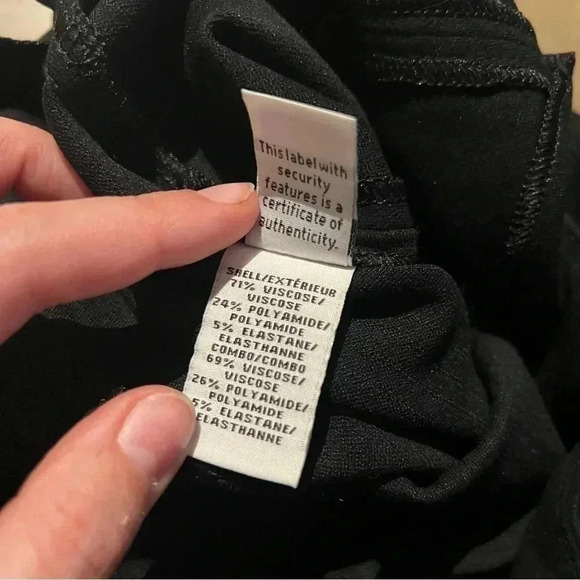 This label with
security
features is a
certificate of
authenticity.
SHELL/EXTÉRIEUR
71% VISCOSE/
VISCOSE
24% POLYAMIDE/
POLYAMIDE
5% ELASTANE/
ELASTHANNE
COMBO/COMBO
69% VISCOSE/
VISCOSE
26% POLYAMIDE/
POLYAMIDE
5% ELASTANE/
ELASTHANNE